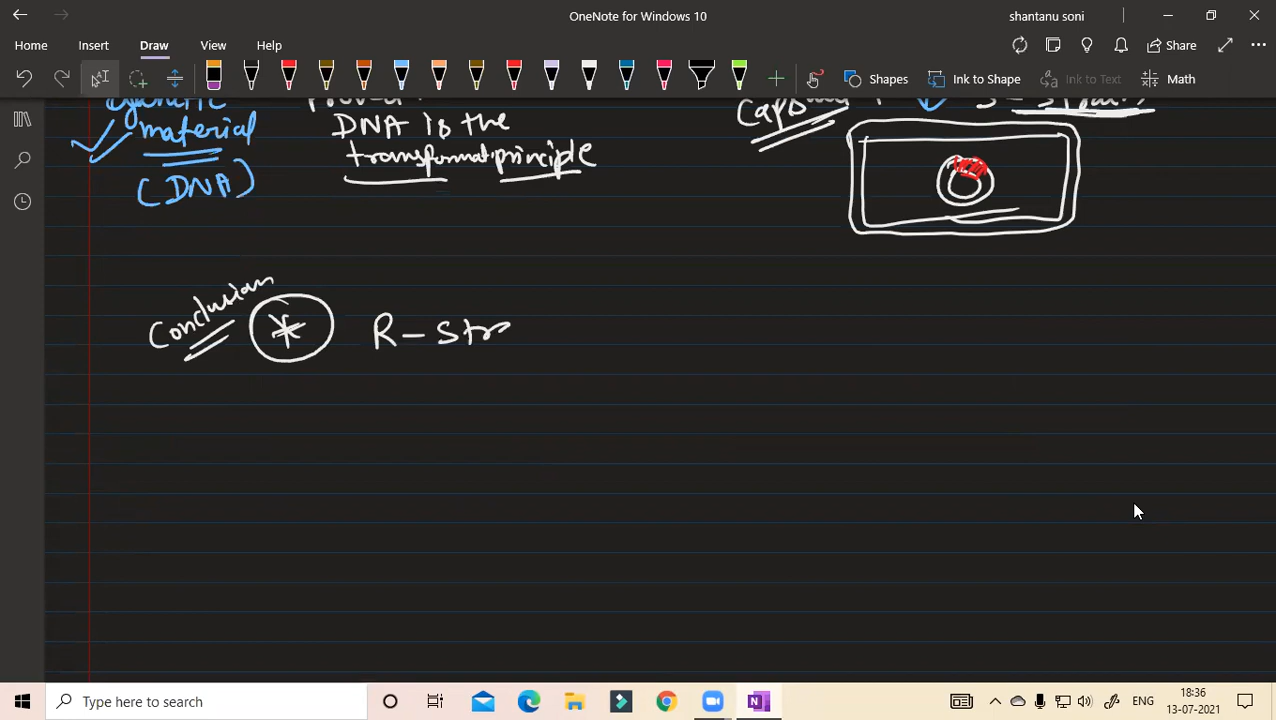 OneNote for Windows 10
shantanu soni
Home Insert Draw View Help
Share
Shapes
Ink to Shape
Ink to Text
Math
material
(DNA)
DNA is the
transformat principle
Conclusion
* R - Str
Type here to search
ENG
18:36
13-07-2021